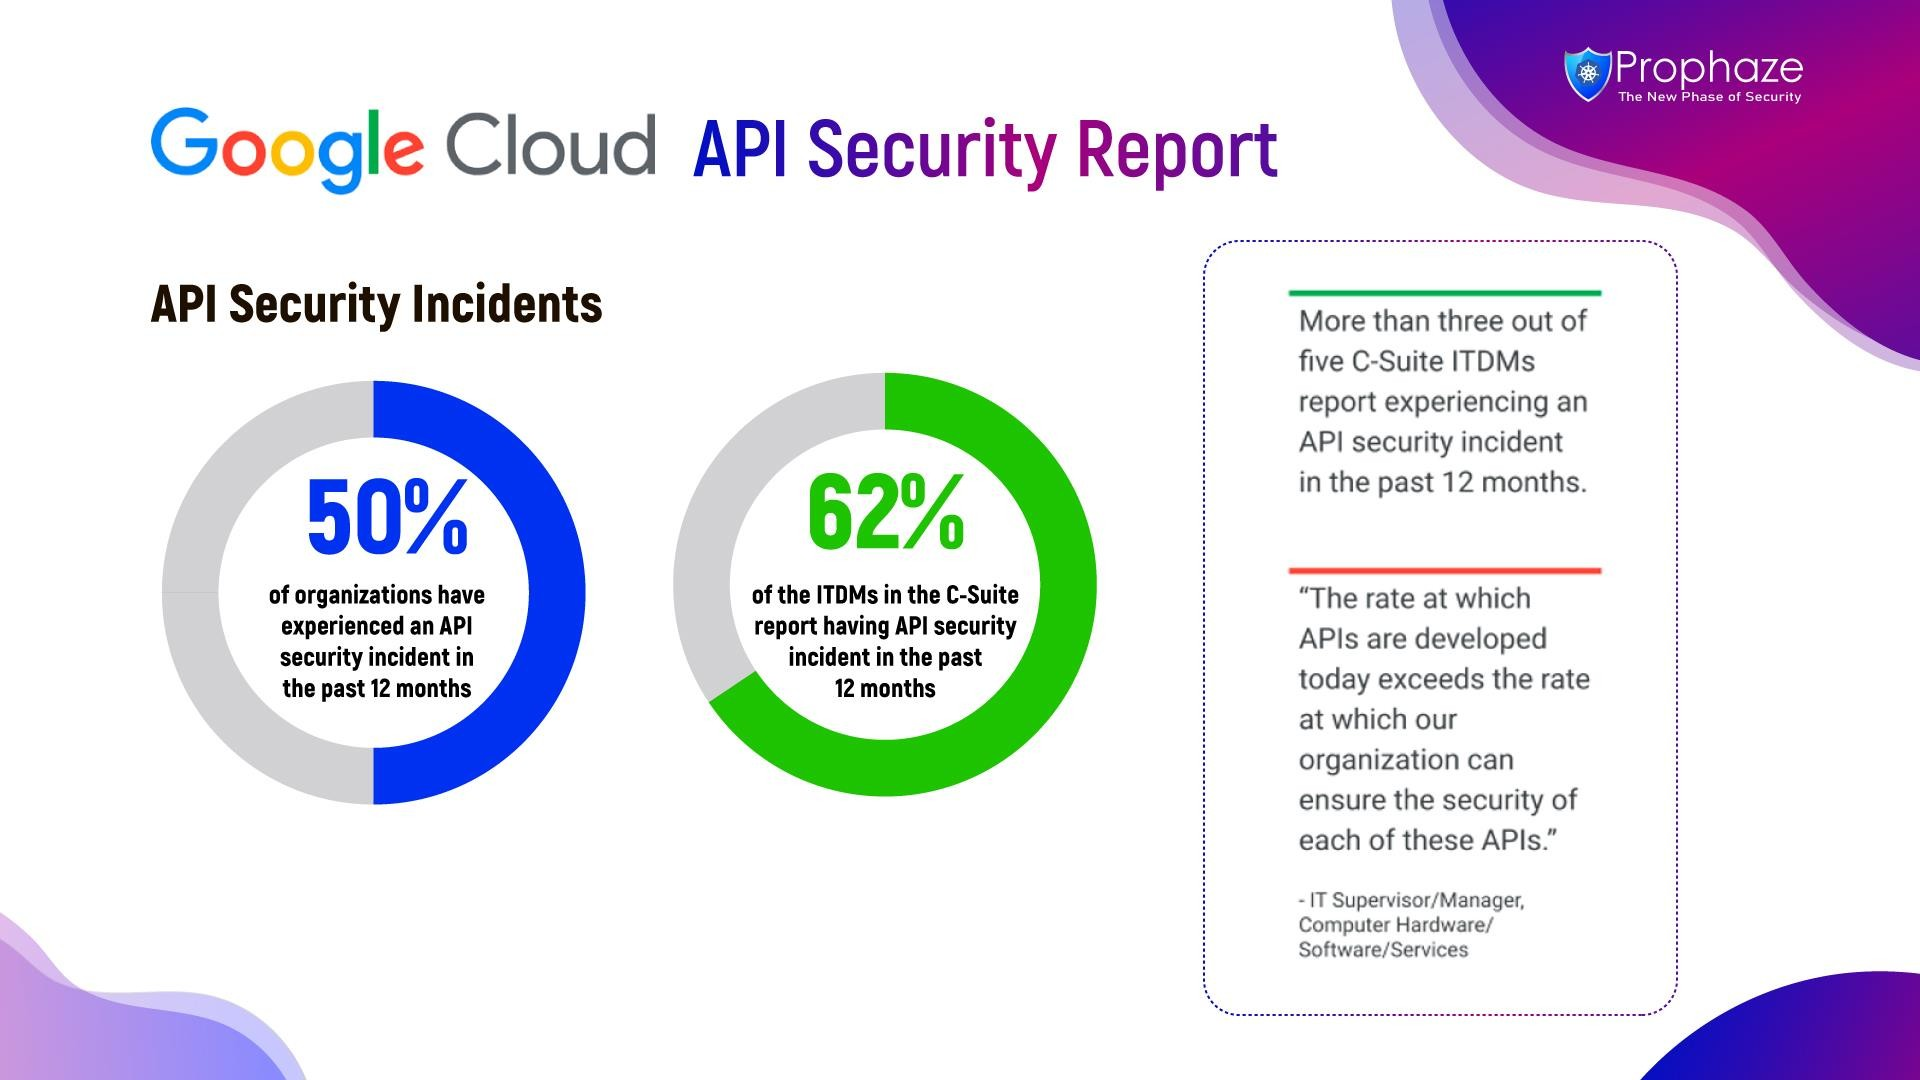 Prophaze
The New Phase of Security
Google Cloud API Security Report
API Security Incidents
50%
of organizations have
experienced an API
security incident in
the past 12 months
62%
of the ITDMs in the C-Suite
report having API security
incident in the past
12 months
More than three out of
five C-Suite ITDMs
report experiencing an
API security incident
in the past 12 months.
“The rate at which
APIs are developed
today exceeds the rate
at which our
organization can
ensure the security of
each of these APIs.”
- IT Supervisor/Manager,
Computer Hardware/
Software/Services